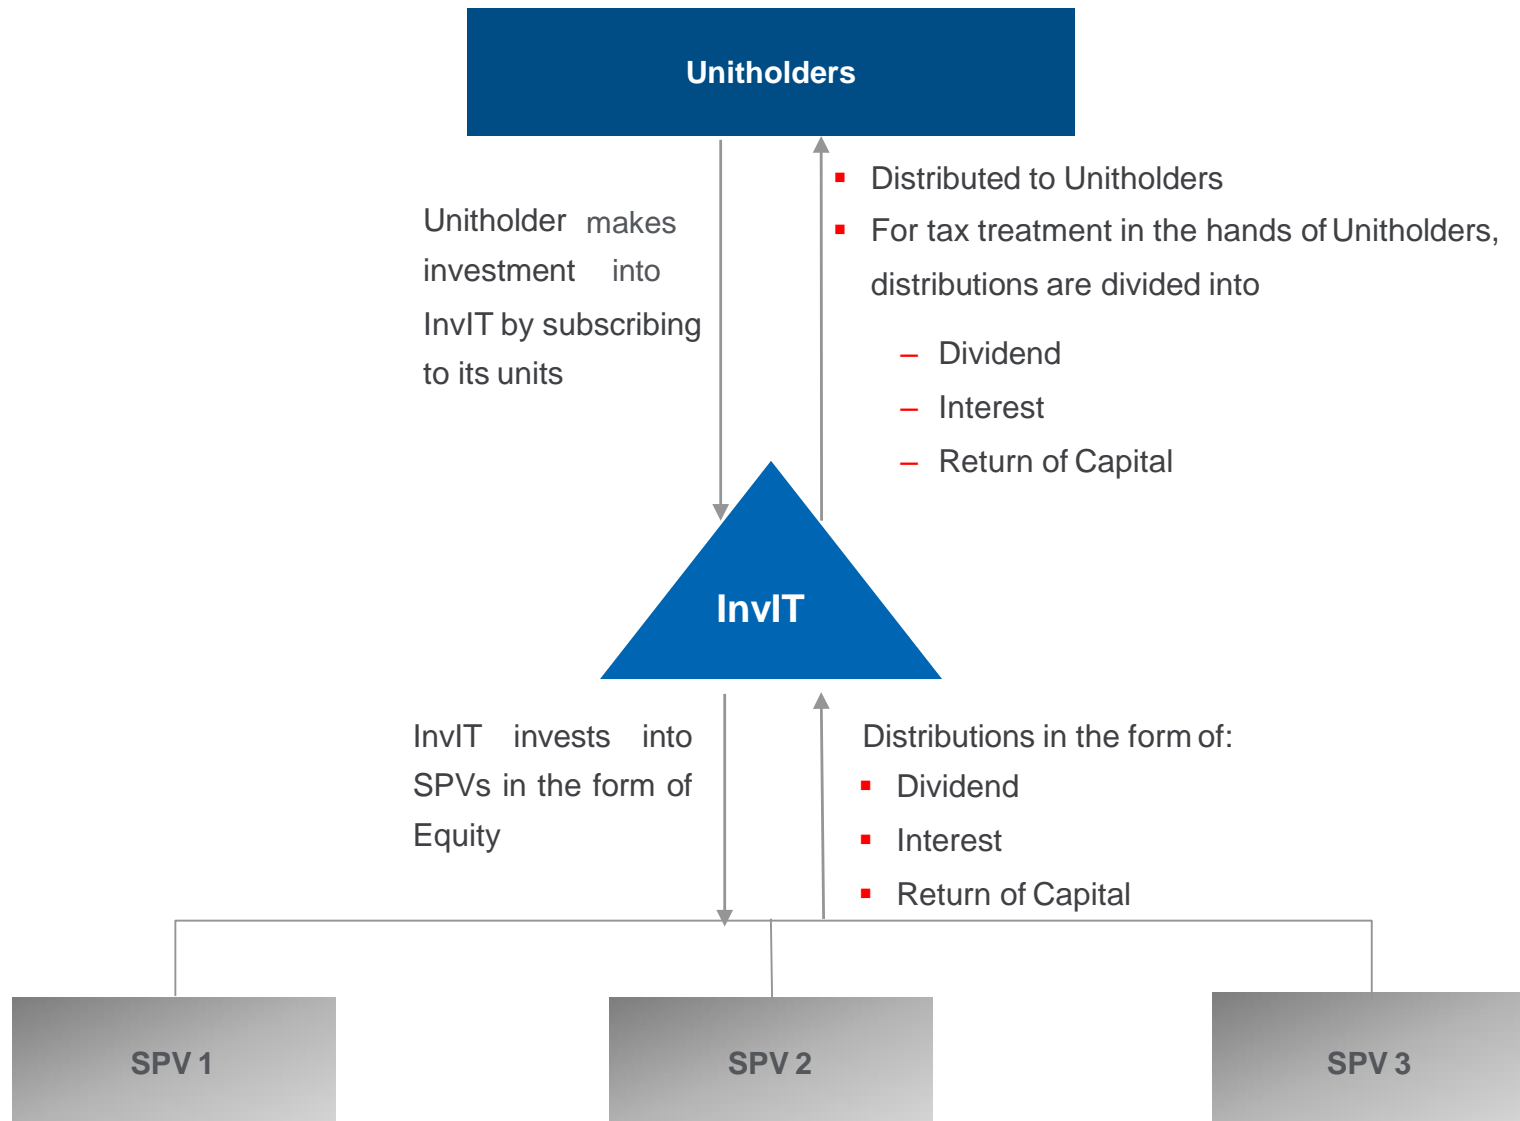 Unitholders
Unitholder makes
investment into
InvIT by subscribing
to its units
▪ Distributed to Unitholders
▪ For tax treatment in the hands of Unitholders,
distributions are divided into
– Dividend
– Interest
– Return of Capital
InvIT
InvIT invests into
SPVs in the form of
Equity
Distributions in the form of:
▪ Dividend
▪ Interest
▪ Return of Capital
SPV 1
SPV 2
SPV 3